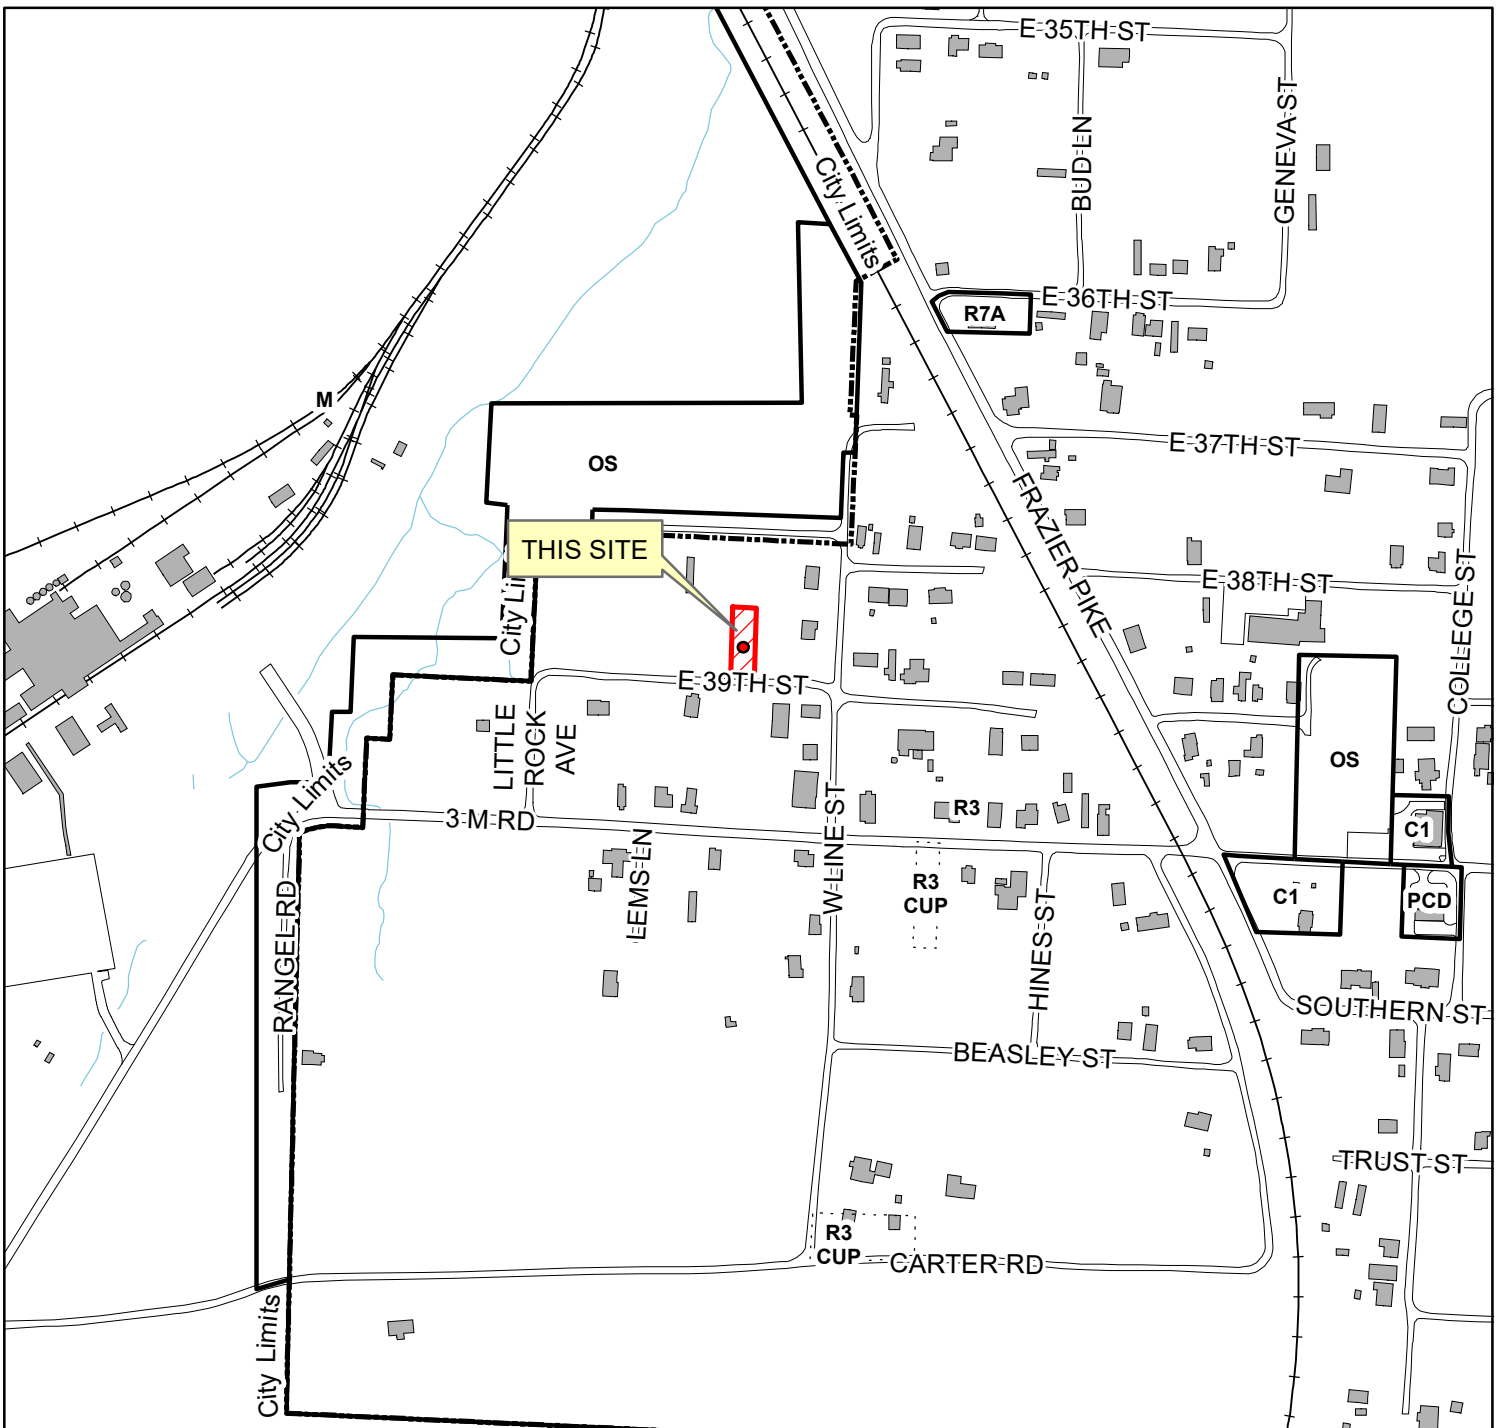 E 35TH ST
BUD LN
GENEVA ST
City Limits
E 36TH ST
R7A
M
E 37TH ST
OS
FRAZIER PIKE
THIS SITE
City Li
E 38TH ST
COLLEGE ST
E 39TH ST
LITTLE
ROCK
AVE
OS
City Limits
3 M RD
W LINE ST
R3
C1
LEMS LN
R3
CUP
C1
PCD
RANGEL RD
HINES ST
SOUTHERN ST
BEASLEY ST
TRUST ST
R3
CUP
CARTER RD
City Limits